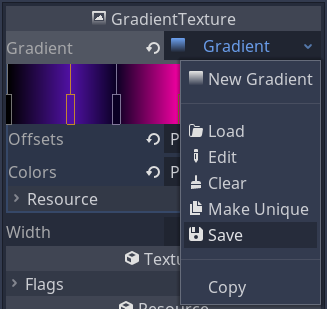 GradientTexture
Gradient
Gradient
New Gradient
Load
Offsets
P
Edit
Colors
P
Clear
Resource
Make Unique
Width
Save
Textu
Flags
Copy
Resource